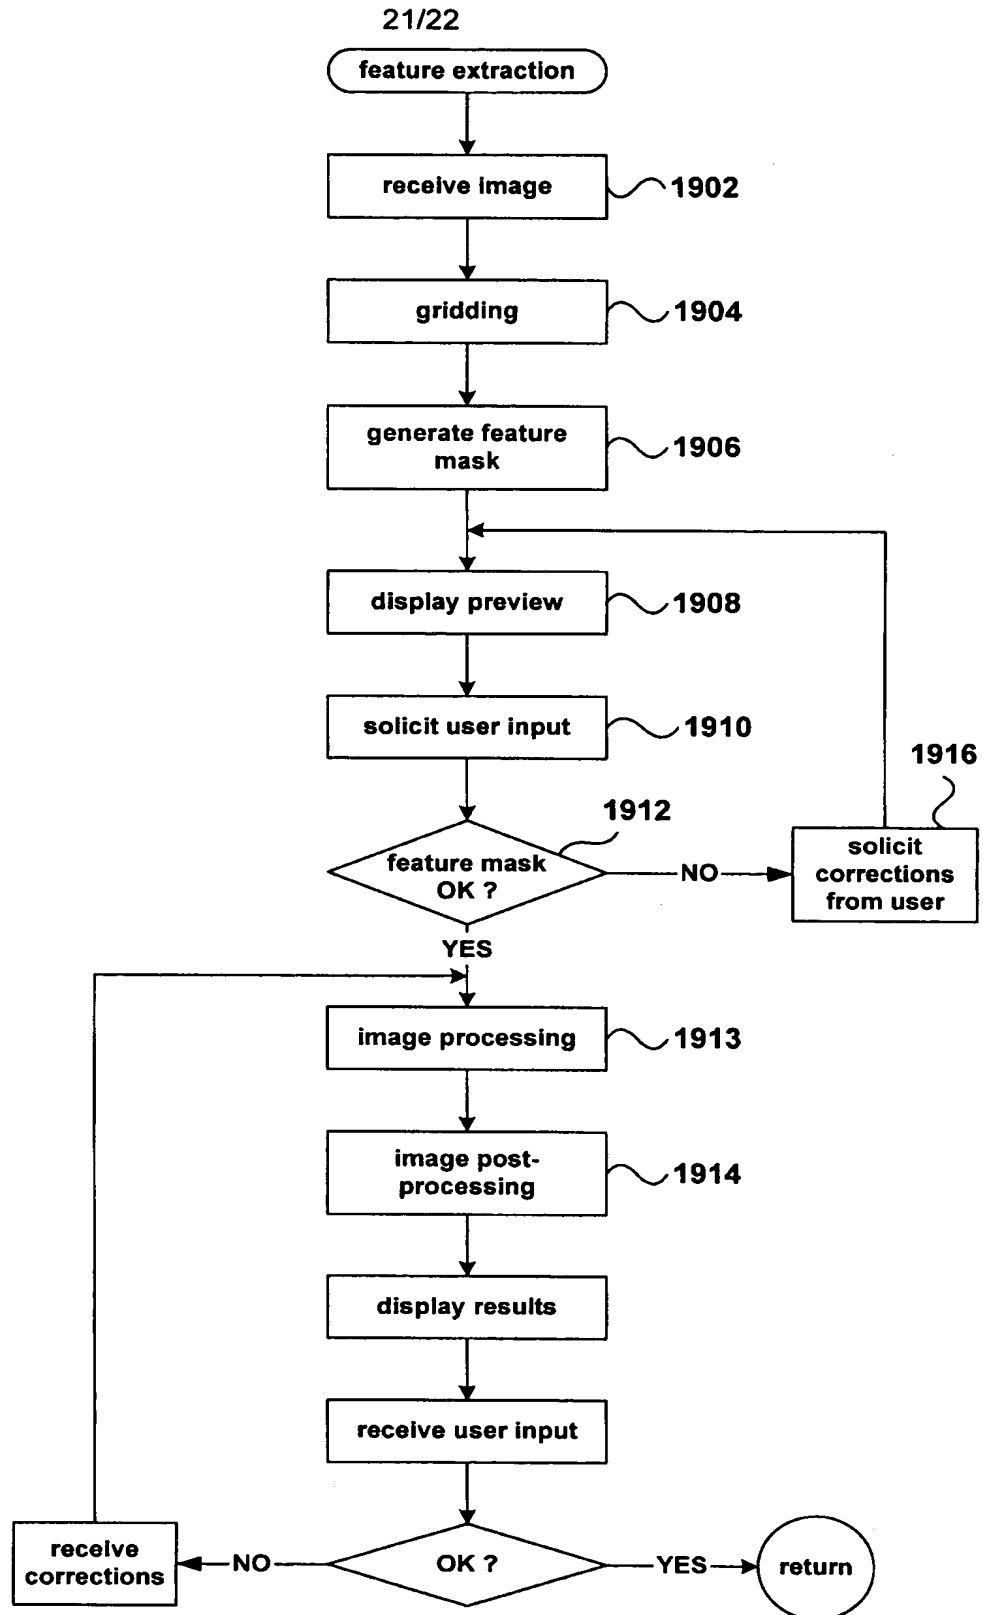 21/22
feature extraction
receive image
1902
gridding
1904
generate feature
mask
1906
display preview
1908
solicit user input
1910
1912
feature mask
OK ?
NO
1916
solicit
corrections
from user
YES
image processing
1913
image post-
processing
1914
display results
receive user input
receive
corrections
NO
OK ?
YES
return